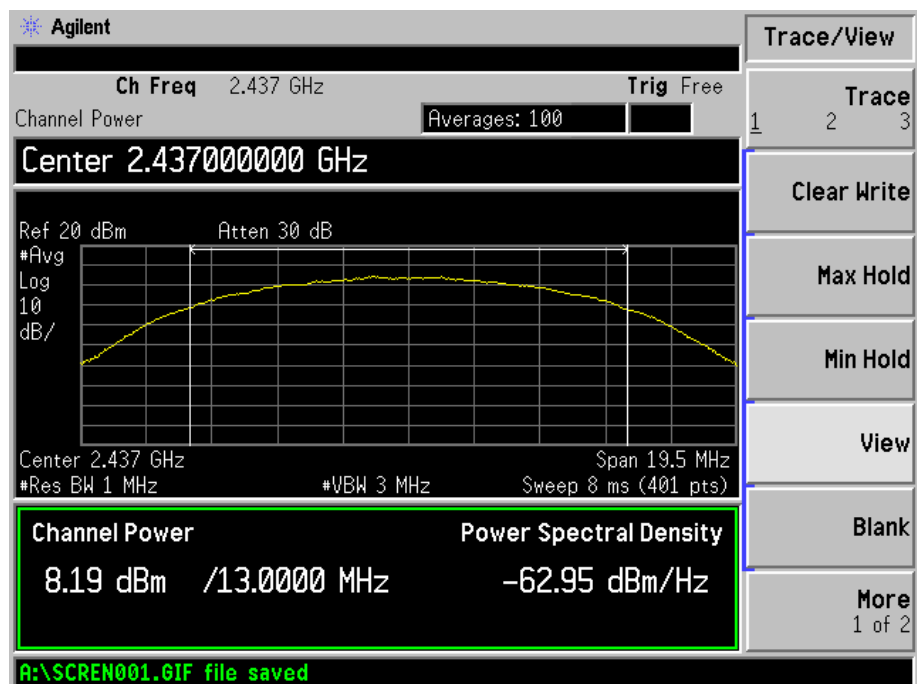 Agilent
Ch Freq 2.437 GHz Trig Free
Channel Power Averages: 100
Center 2.437000000 GHz
Ref 20 dBm Atten 30 dB
#Avg
Log
10
dB/
Center 2.437 GHz Span 19.5 MHz
#Res BW 1 MHz #VBW 3 MHz Sweep 8 ms (401 pts)
Channel Power Power Spectral Density
8.19 dBm /13.0000 MHz -62.95 dBm/Hz
A:\SCREN001.GIF file saved
Trace/View
Trace
1 2 3
Clear Write
Max Hold
Min Hold
View
Blank
More
1 of 2